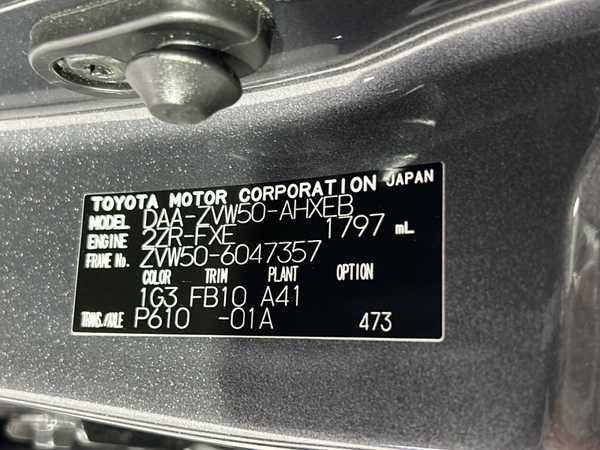 TOYOTA MOTOR CORPORATION JAPAN
MODEL DAA-ZVW50-AHXEB
ENGINE 2ZR-FXE 1797 mL
FRAME No. ZVW50-6047357
COLOR TRIM PLANT OPTION
1G3 FB10 A41
TRANS./AXLE P610 -01A 473